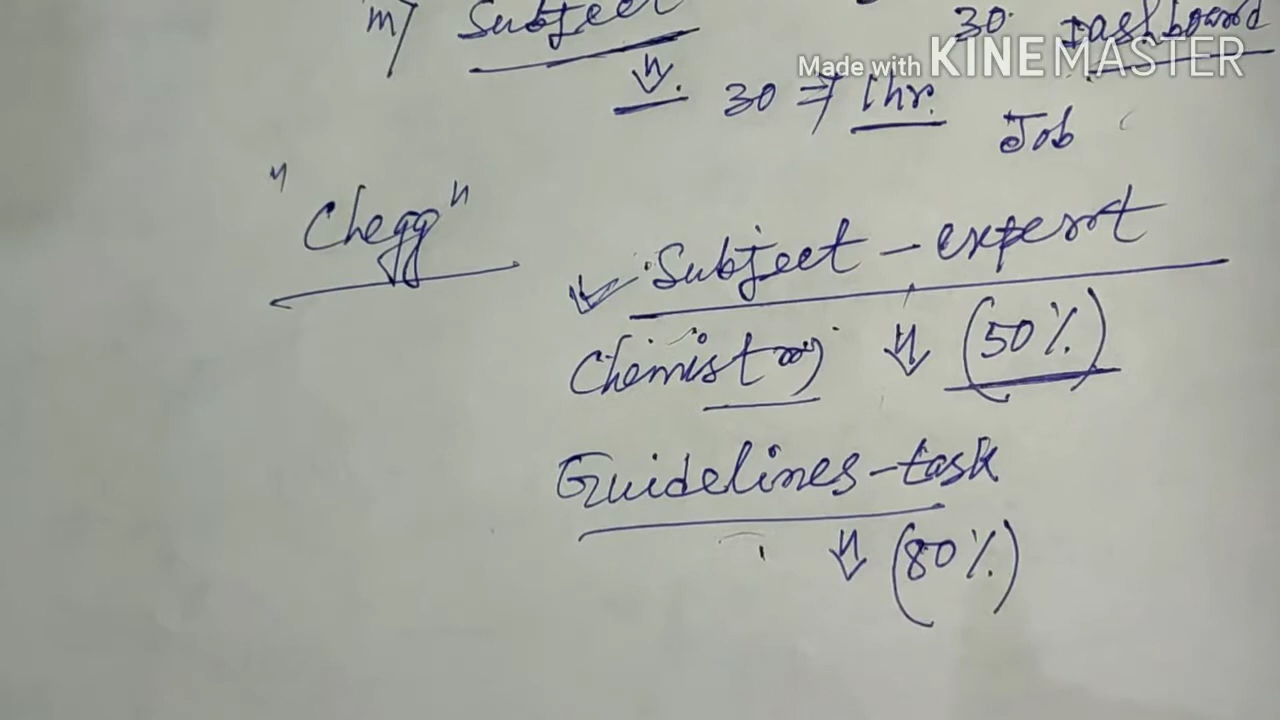 m) Subject 30 Dashboard
Made with KINEMASTER
30 ⇒ 1hr. Job
"Chegg"
Subject - expert
Chemistry (50%)
Guidelines-task
(80%)